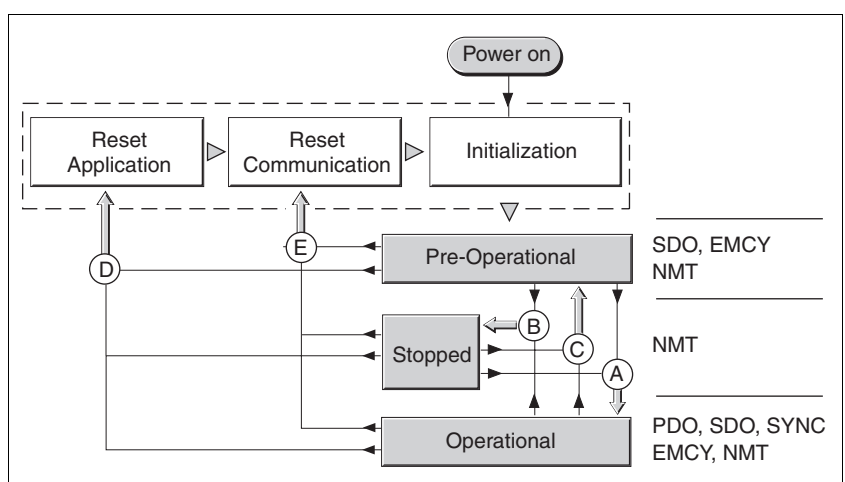 Power on
Reset
Application
Reset
Communication
Initialization
E
D
Pre-Operational
SDO, EMCY
NMT
B
C
Stopped
NMT
A
Operational
PDO, SDO, SYNC
EMCY, NMT